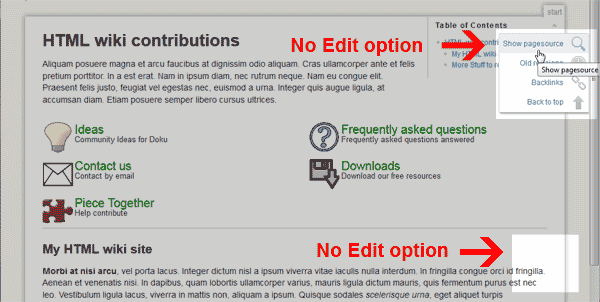 start
Table of Contents
HTML wiki contributions
No Edit option
Show pagesource
Show pagesource
My HTML
More Stuff to
Old
Backlinks
Back to top
Aliquam posuere magna et arcu faucibus at dignissim odio aliquam. Cras ullamcorper ante et felis
pretium porttitor. In a est erat. Nam in ipsum diam, nec rutrum neque. Nam eu congue elit.
Praesent felis justo, feugiat vel egestas nec, euismod a urna. Integer quis augue ligula, at
accumsan diam. Etiam posuere semper libero cursus ultrices.
Ideas
Community Ideas for Doku
Frequently asked questions
Frequently asked questions answered
Contact us
Contact by email
Downloads
Download our free resources
Piece Together
Help contribute
My HTML wiki site
No Edit option
Morbi at nisi arcu, vel porta lacus. Integer dictum nisl a ipsum viverra vitae iaculis nulla interdum. In fringilla congue orci id fringilla.
Aenean et venenatis nisi. In dapibus, quam lobortis ullamcorper varius, mauris ligula dictum mauris, quis fermentum purus est nec
leo. Vestibulum ligula lacus, viverra in mattis non, aliquam a ipsum. Quisque sodales scelerisque urna, eget aliquet turpis